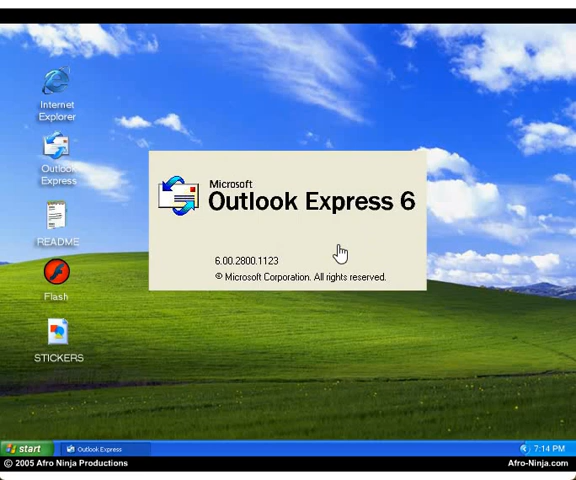 Internet
Explorer
Outlook
Express
README
Flash
STICKERS
Microsoft
Outlook Express 6
6.00.2800.1123
© Microsoft Corporation. All rights reserved.
start
Outlook Express
7:14 PM
© 2005 Afro Ninja Productions
Afro-Ninja.com